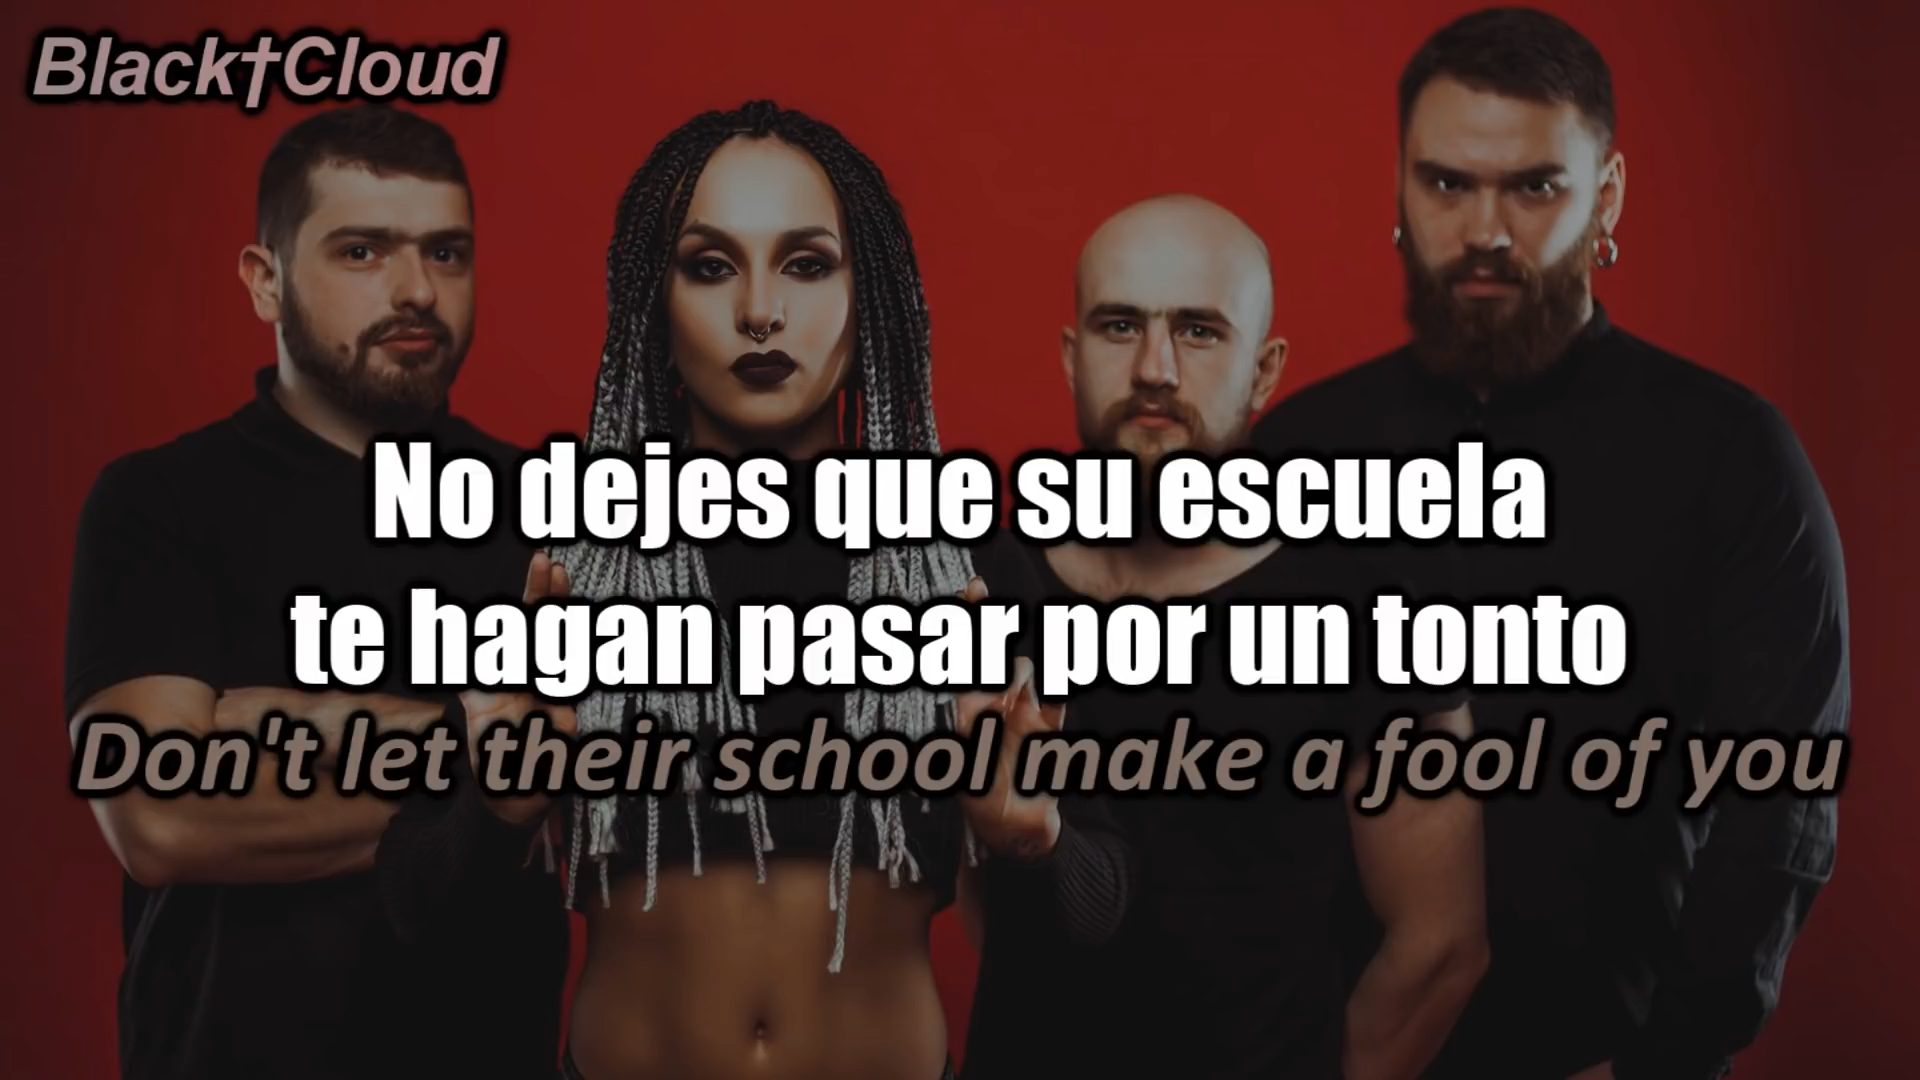 Black†Cloud
No dejes que su escuela
te hagan pasar por un tonto
Don't let their school make a fool of you